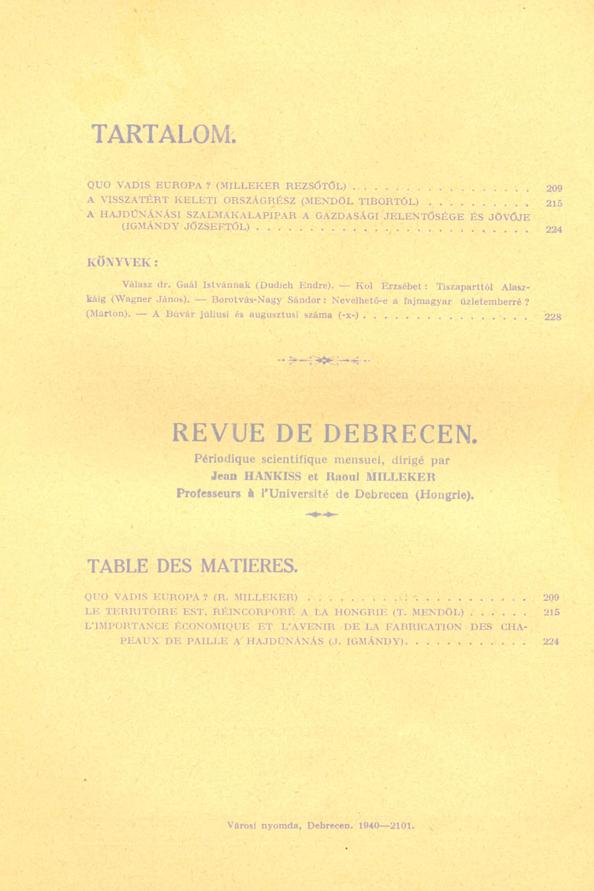 TARTALOM.
QUO VADIS EUROPA? (MILLEKER REZSŐTŐL) . . . . . . . . . . . . . . . . . 209
A VISSZATÉRT KELETI ORSZÁGRÉSZ (MENDÖL TIBORTÓL) . . . . . . . . . . 215
A HAJDÚNÁNÁSI SZALMAKALAPIPAR A GAZDASÁGI JELENTŐSÉGE ÉS JÖVŐJE
(IGMÁNDY JÓZSEFTŐL) . . . . . . . . . . . . . . . . . . . . . . . . . . 224
KÖNYVEK:
Válasz dr. Gaál Istvánnak (Dudich Endre). — Kol Erzsébet: Tiszaparttól Alasz-
káig (Wagner János). — Borotvás-Nagy Sándor: Nevelhető-e a fajmagyar üzletemberré?
(Márton). — A Búvár júliusi és augusztusi száma (-x-) . . . . . . . . . . . . . . . . 228
REVUE DE DEBRECEN.
Périodique scientifique mensuel, dirigé par
Jean HANKISS et Raoul MILLEKER
Professeurs à l'Université de Debrecen (Hongrie).
TABLE DES MATIERES.
QUO VADIS EUROPA? (R. MILLEKER) . . . . . . . . . . . . . . . . . . . . . 209
LE TERRITOIRE EST, RÉINCORPORÉ A LA HONGRIE (T. MENDÖL) . . . . . . 215
L'IMPORTANCE ÉCONOMIQUE ET L'AVENIR DE LA FABRICATION DES CHA-
PEAUX DE PAILLE A HAJDÚNÁNÁS (J. IGMÁNDY). . . . . . . . . . . . 224
Városi nyomda, Debrecen. 1940—2101.